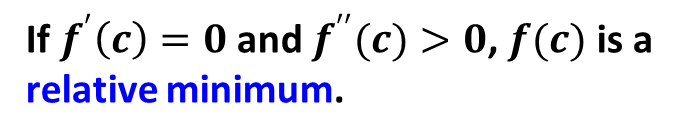 If f′(c) = 0 and f″(c) > 0, f(c) is a
relative minimum.